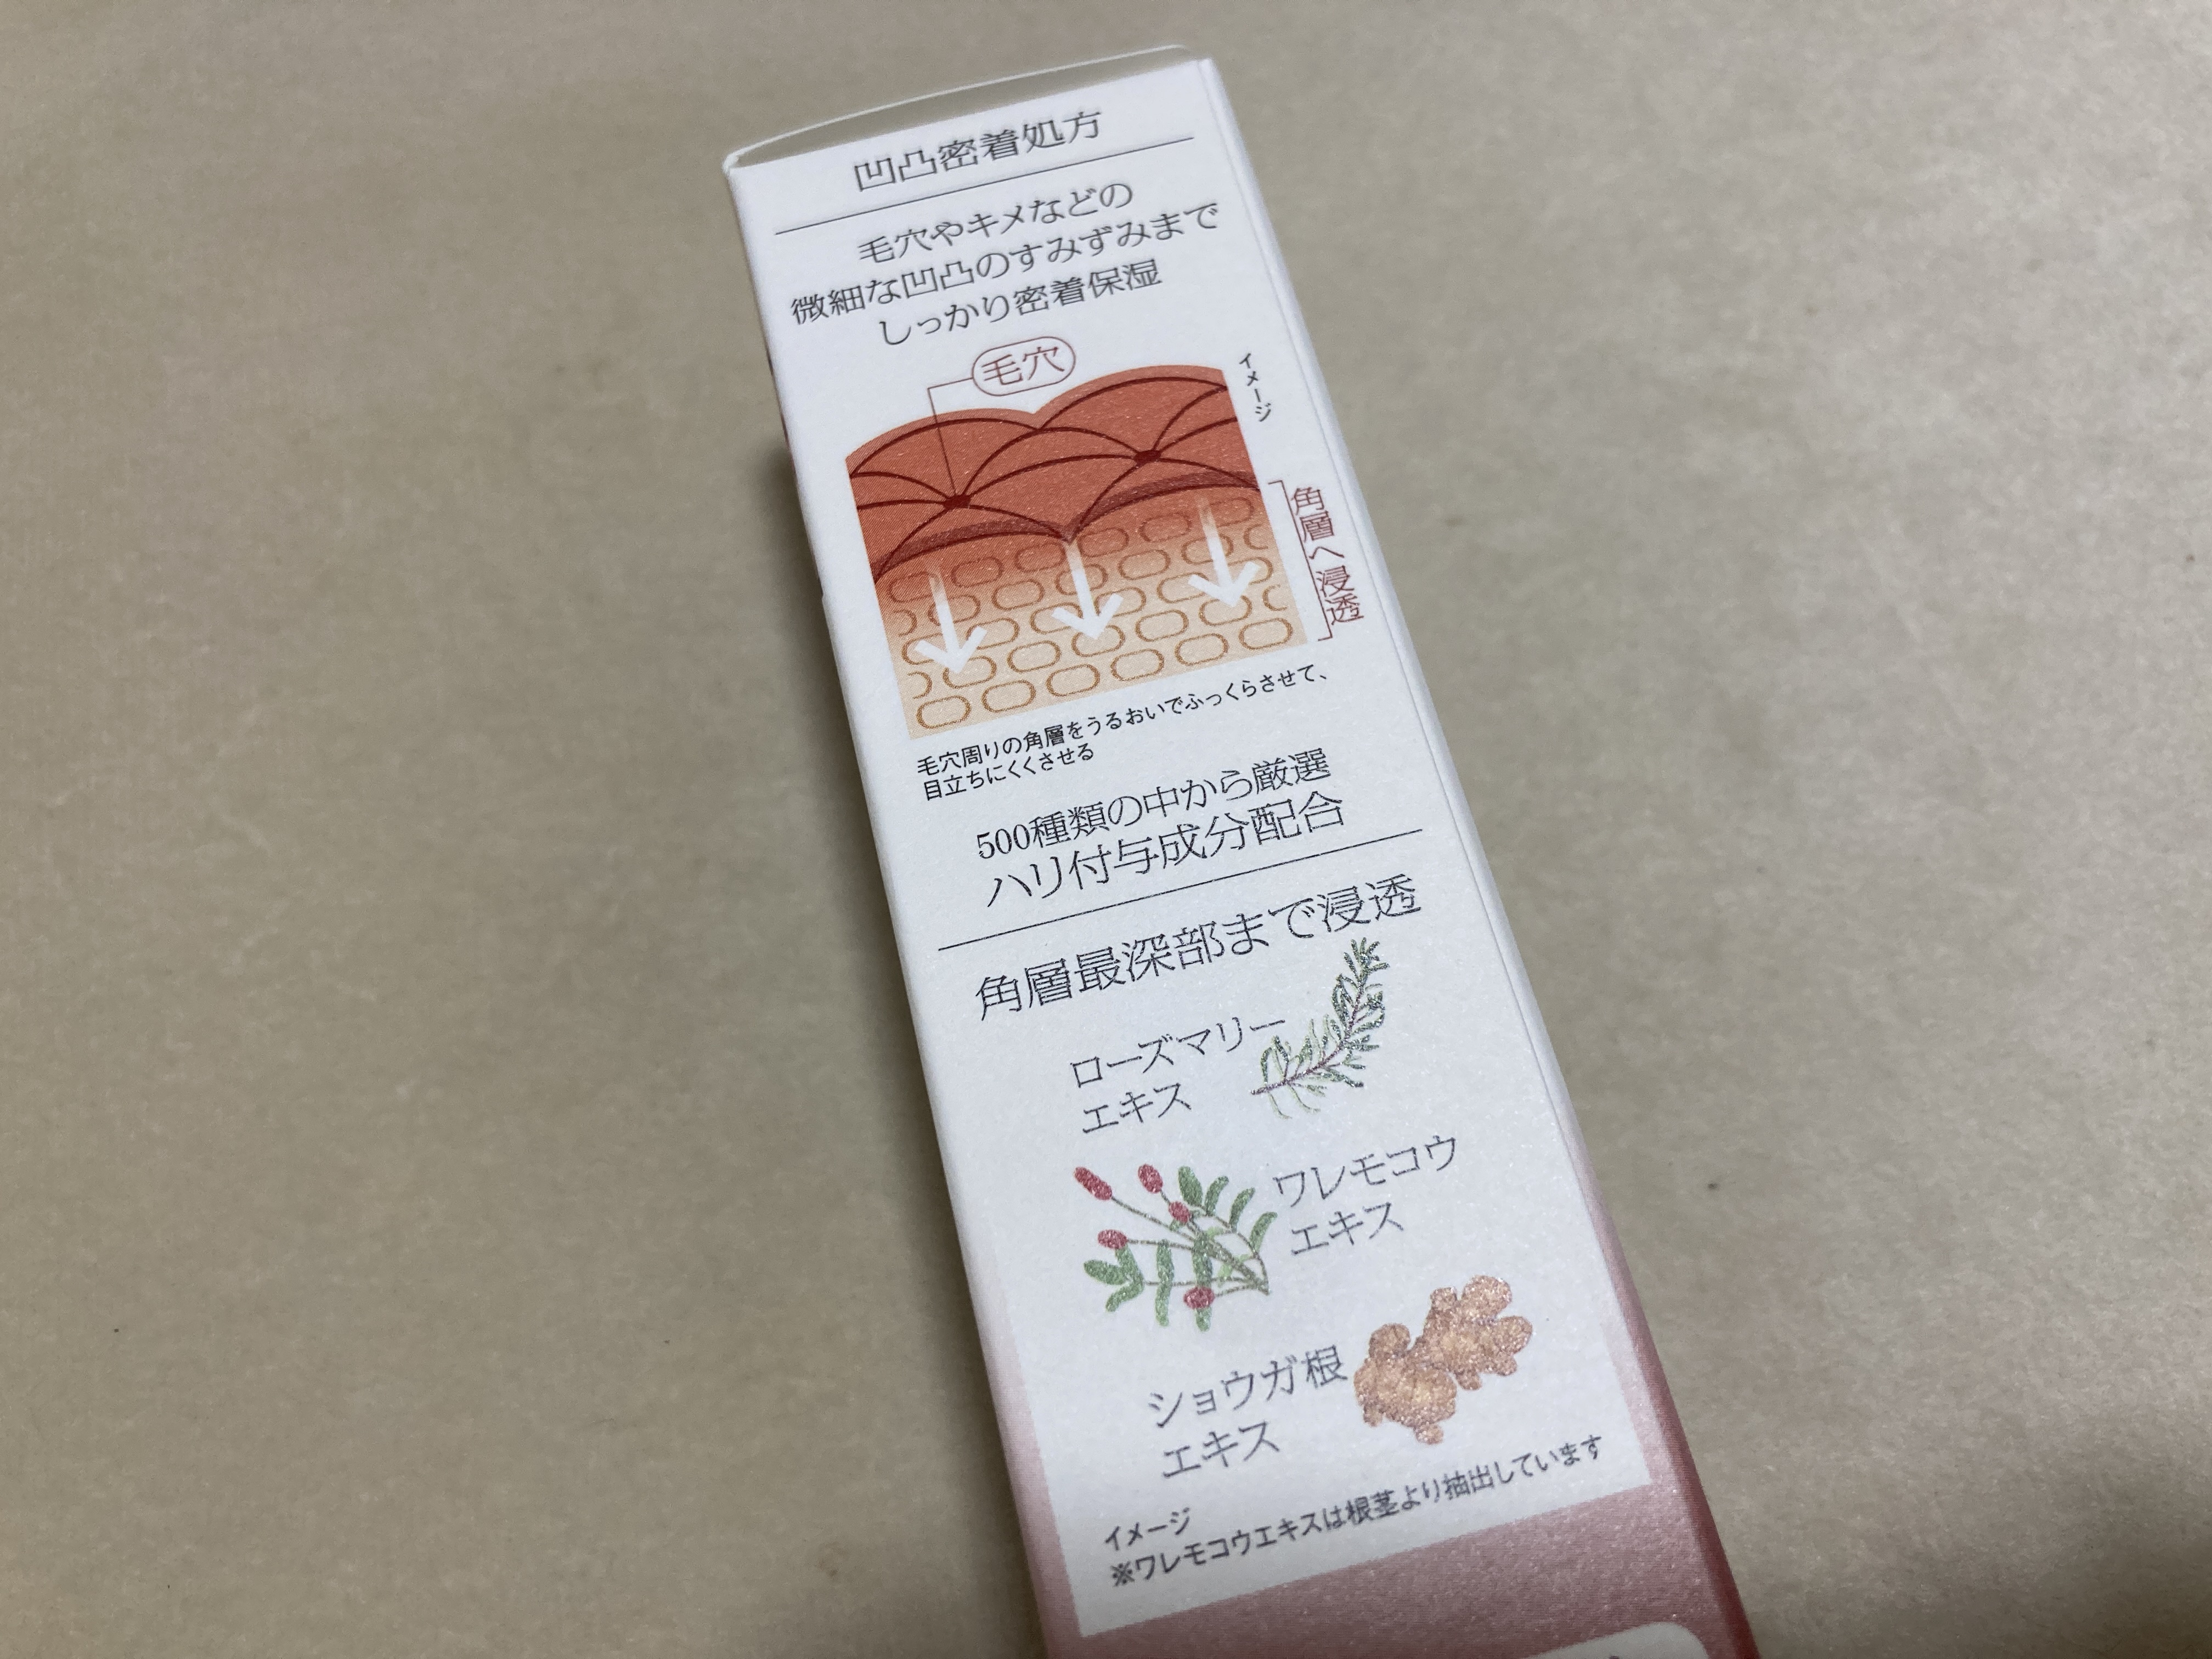 凹凸密着処方
毛穴やキメなどの
微細な凹凸のすみずみまで
しっかり密着保湿
毛穴
イメージ
角層へ浸透
毛穴周りの角層をうるおいでふっくらさせて、
目立ちにくくさせる
500種類の中から厳選
ハリ付与成分配合
角層最深部まで浸透
ローズマリー
エキス
ワレモコウ
エキス
ショウガ根
エキス
イメージ
※ワレモコウエキスは根茎より抽出しています